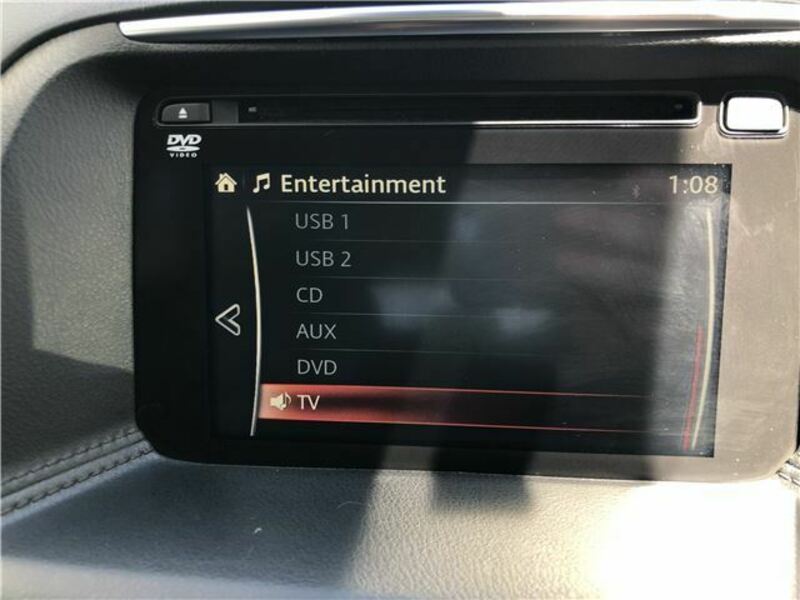 DVD
VIDEO
Entertainment 1:08
USB 1
USB 2
CD
AUX
DVD
TV